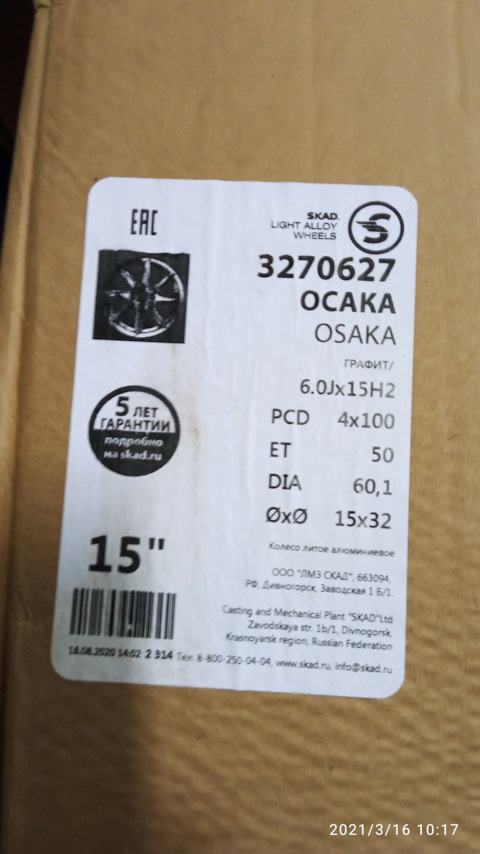 EAC
SKAD.
LIGHT ALLOY
WHEELS
S
3270627
ОСАКА
OSAKA
ГРАФИТ/
6.0Jx15H2
PCD 4x100
ET 50
DIA 60,1
ØxØ 15x32
5 ЛЕТ
ГАРАНТИИ
подробно
на skad.ru
15"
Колесо литое алюминиевое
ООО "ЛМЗ СКАД", 663094,
РФ, Дивногорск, Заводская 1 Б/1.
Casting and Mechanical Plant "SKAD"Ltd
Zavodskaya str. 1b/1, Divnogorsk,
Krasnoyarsk region, Russian Federation
18.08.2020 14:02 2 314 Тел: 8-800-250-04-04, www.skad.ru, info@skad.ru
2021/3/16 10:17